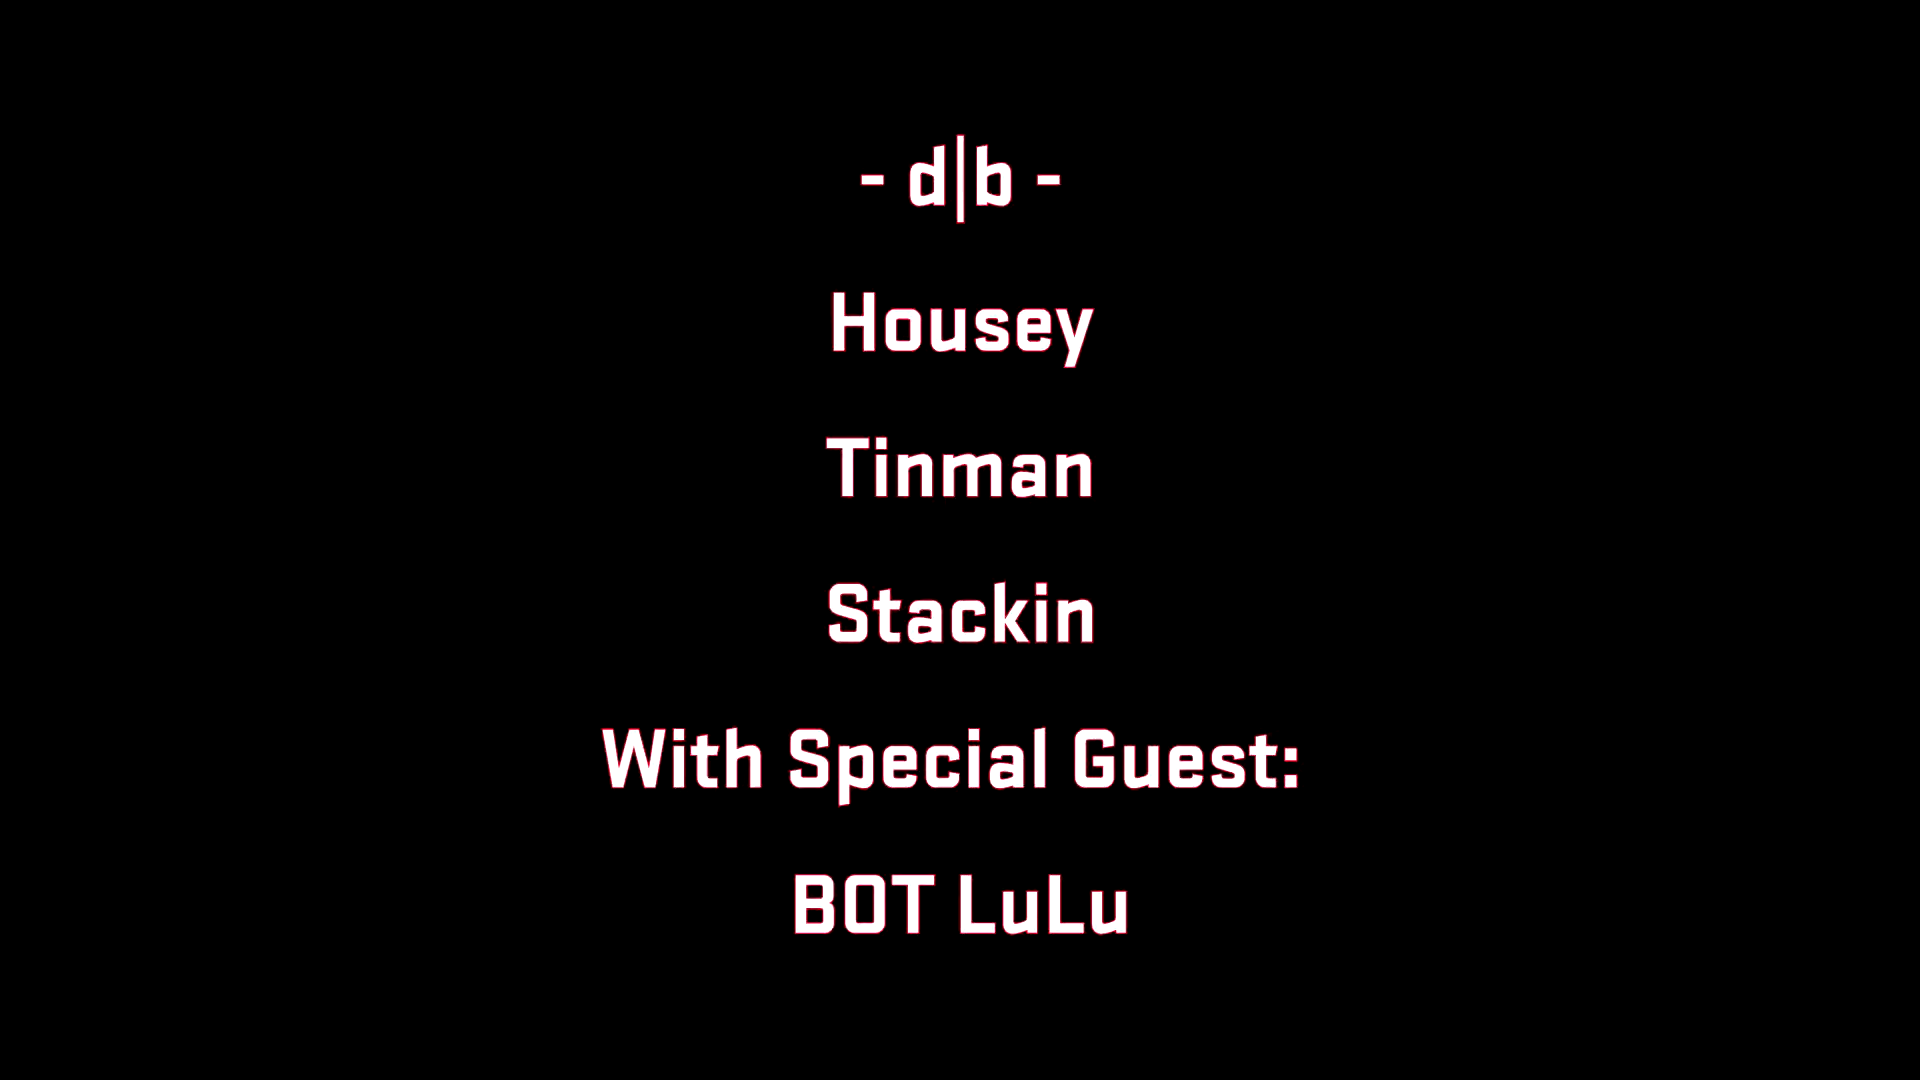 - d|b -
Housey
Tinman
Stackin
With Special Guest:
BOT LuLu